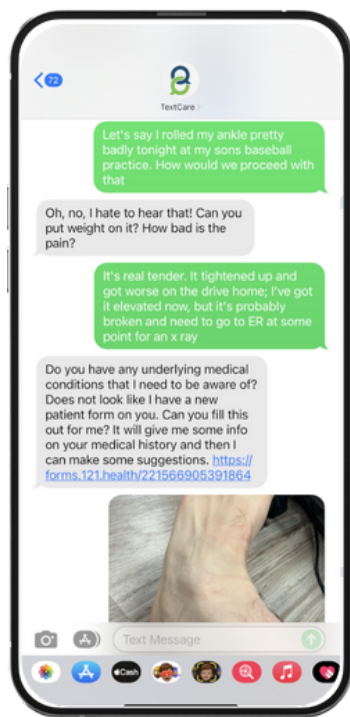 72
TextCare >
Let's say I rolled my ankle pretty
badly tonight at my sons baseball
practice. How would we proceed with
that
Oh, no, I hate to hear that! Can you
put weight on it? How bad is the
pain?
It's real tender. It tightened up and
got worse on the drive home; I've got
it elevated now, but it's probably
broken and need to go to ER at some
point for an x ray
Do you have any underlying medical
conditions that I need to be aware of?
Does not look like I have a new
patient form on you. Can you fill this
out for me? It will give me some info
on your medical history and then I
can make some suggestions. https://
forms.121.health/221566905391864
Text Message
Cash